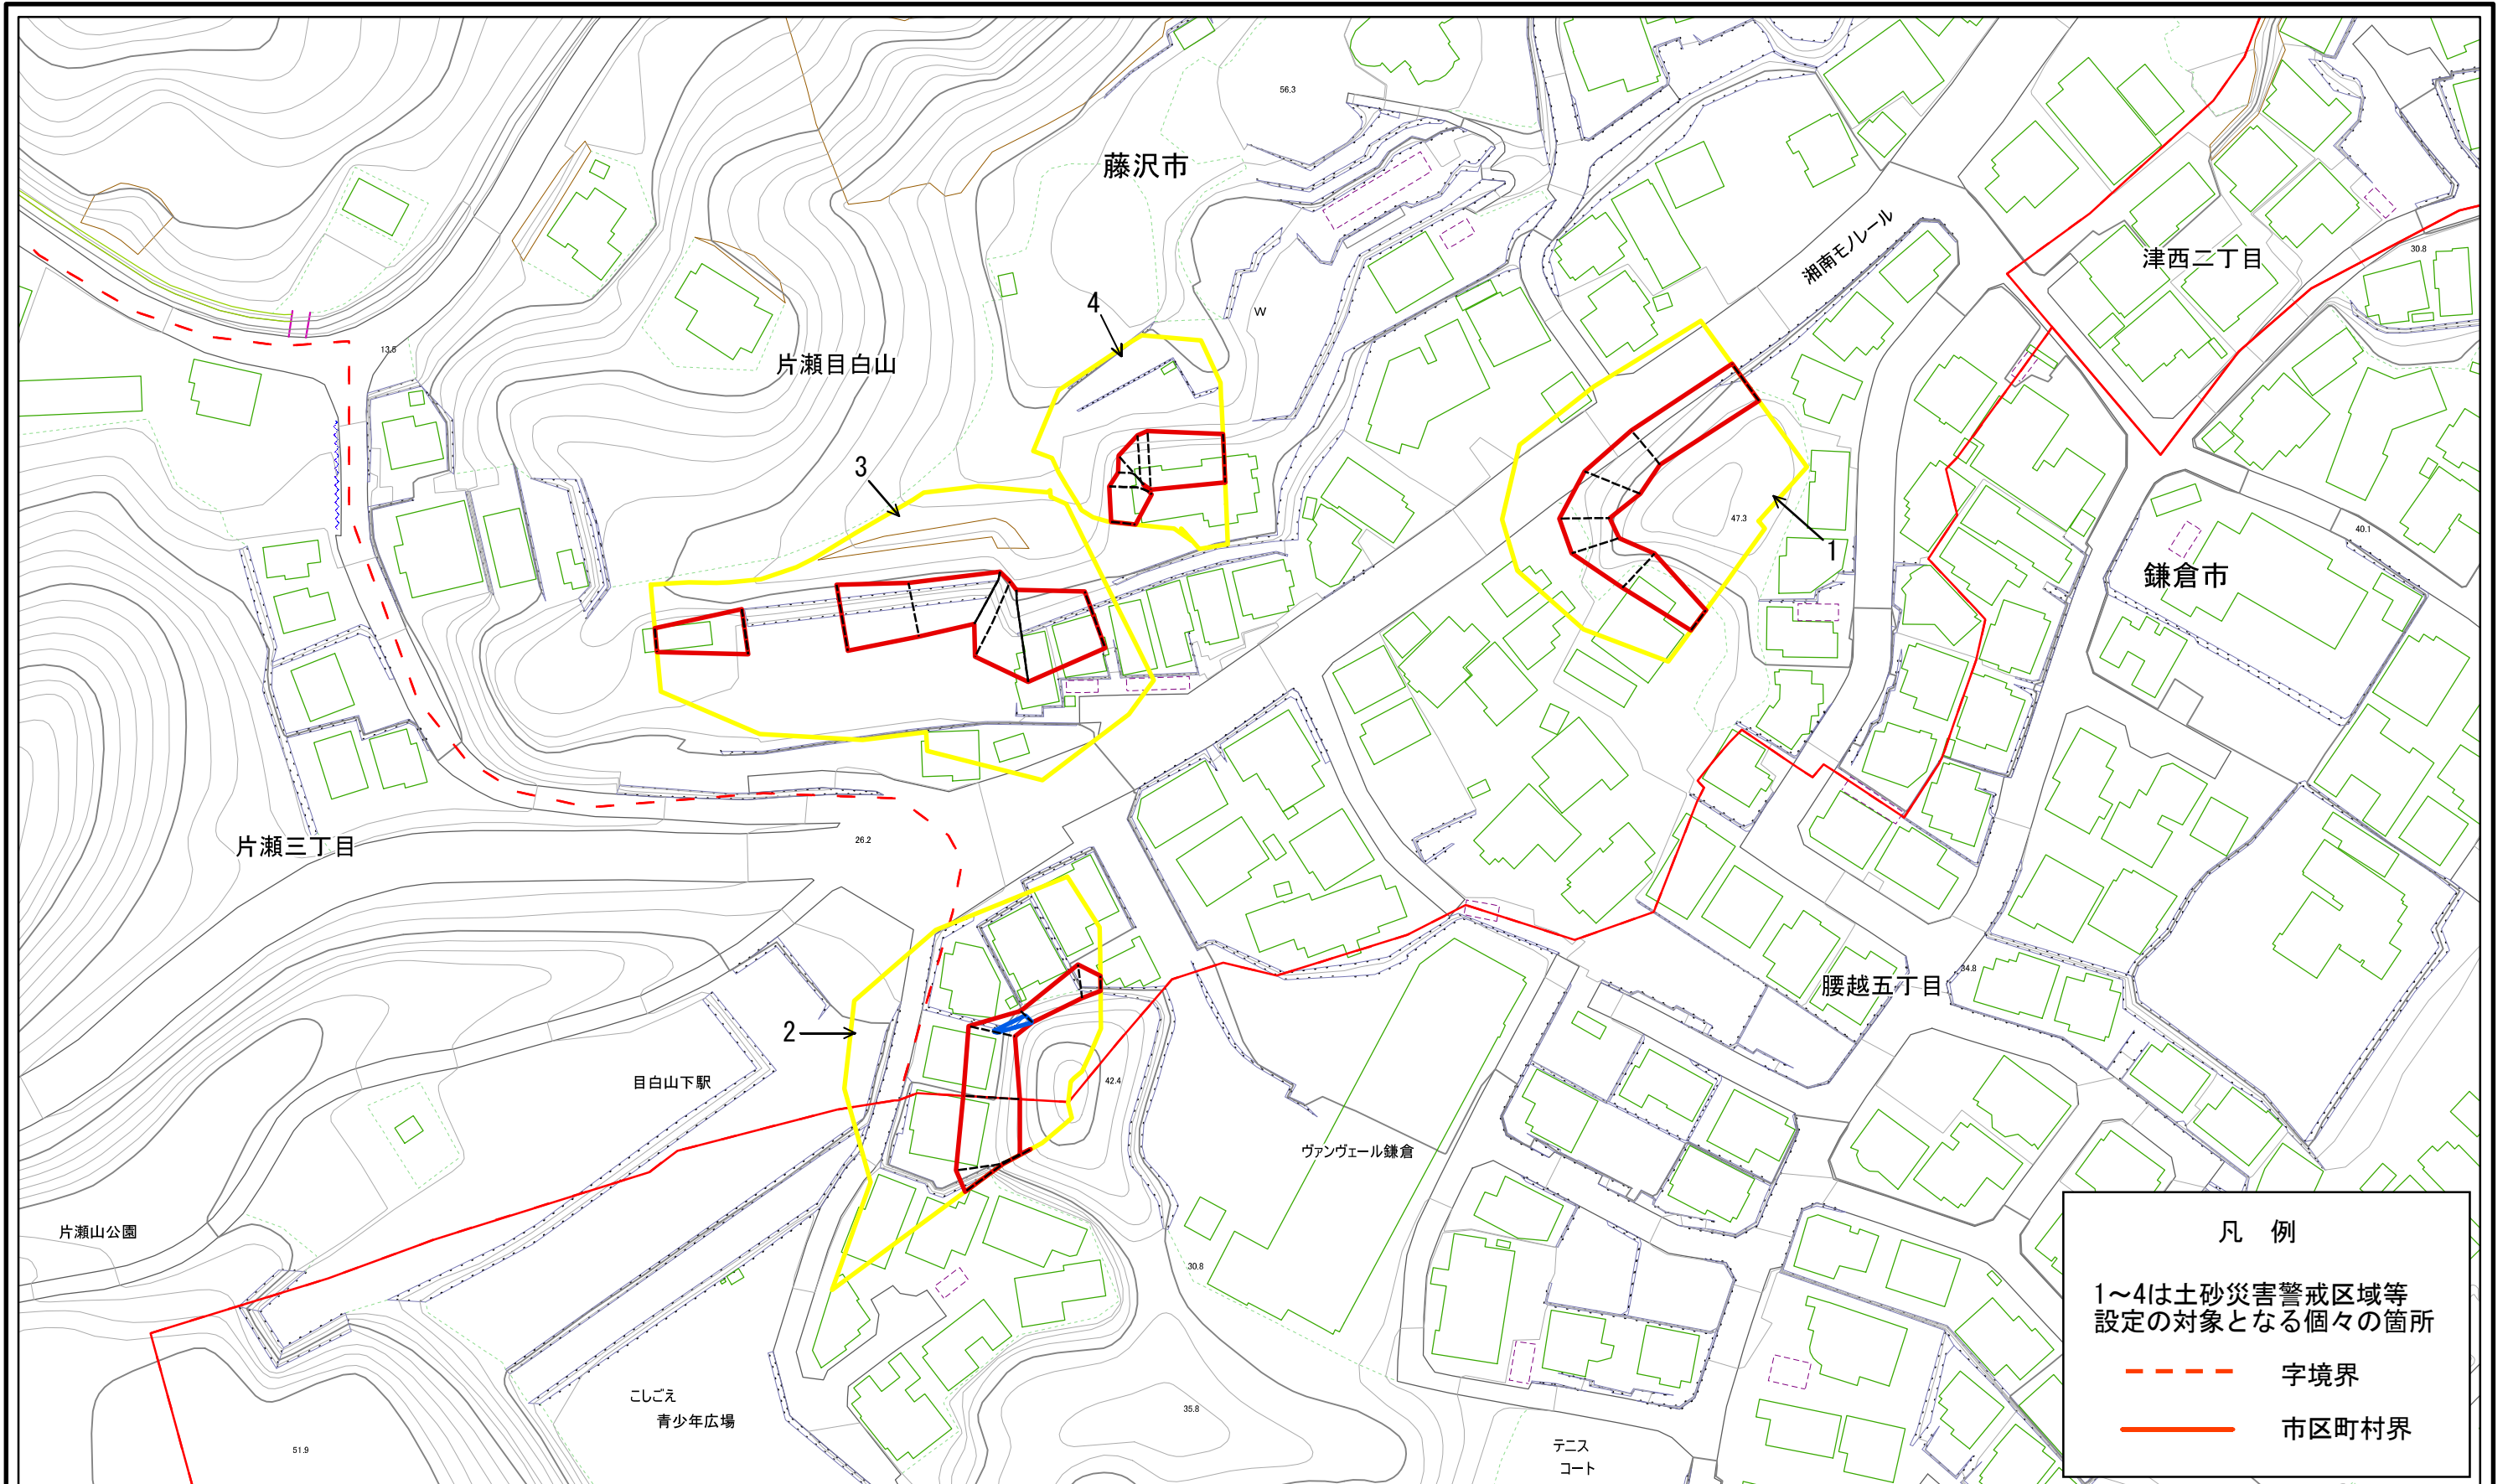 56.3
藤沢市
湘南モノレール
津西二丁目
30.8
4
W
13.5
片瀬目白山
3
47.3
1
40.1
鎌倉市
片瀬三丁目
26.2
腰越五丁目
34.8
2
目白山下駅
42.4
ヴァンヴェール鎌倉
片瀬山公園
30.8
こしごえ
青少年広場
35.8
51.9
テニス
コート
凡 例
1～4は土砂災害警戒区域等
設定の対象となる個々の箇所
字境界
市区町村界